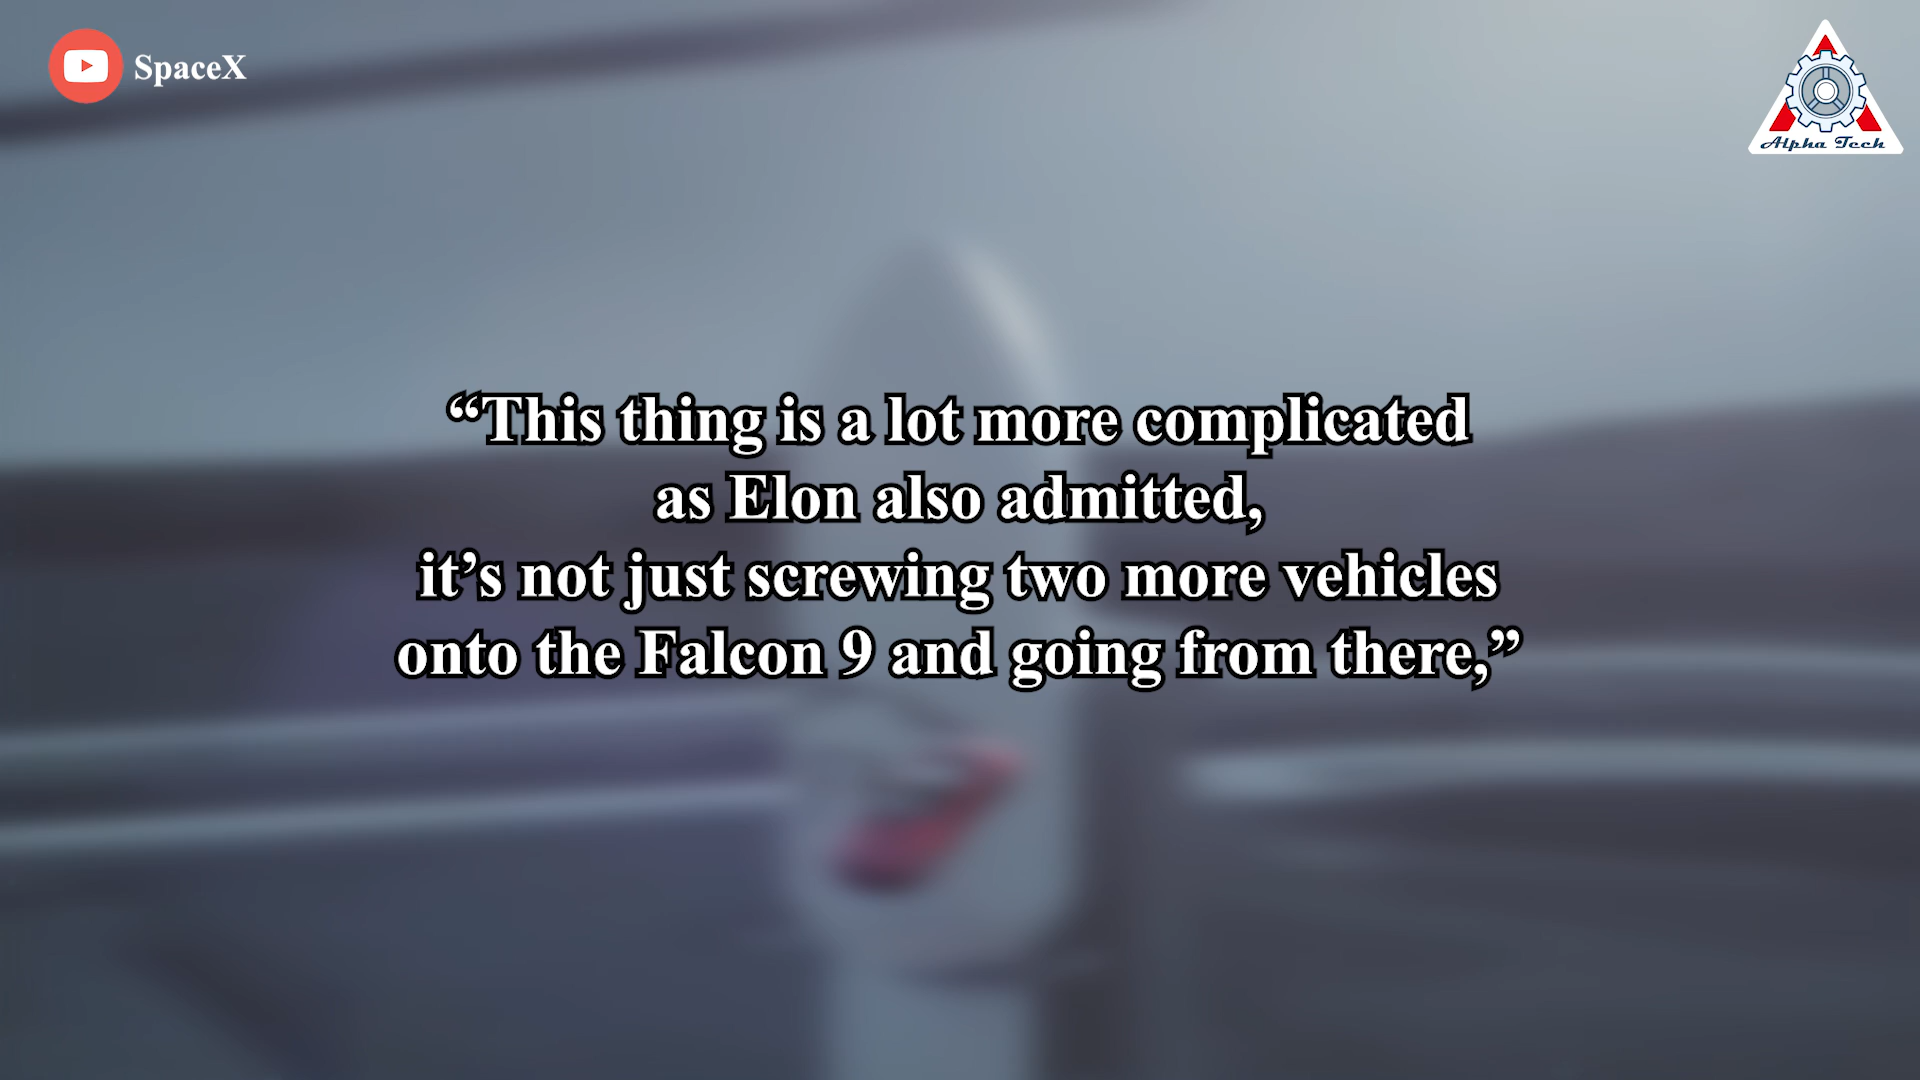 SpaceX
Alpha Tech
“This thing is a lot more complicated
as Elon also admitted,
it’s not just screwing two more vehicles
onto the Falcon 9 and going from there,”